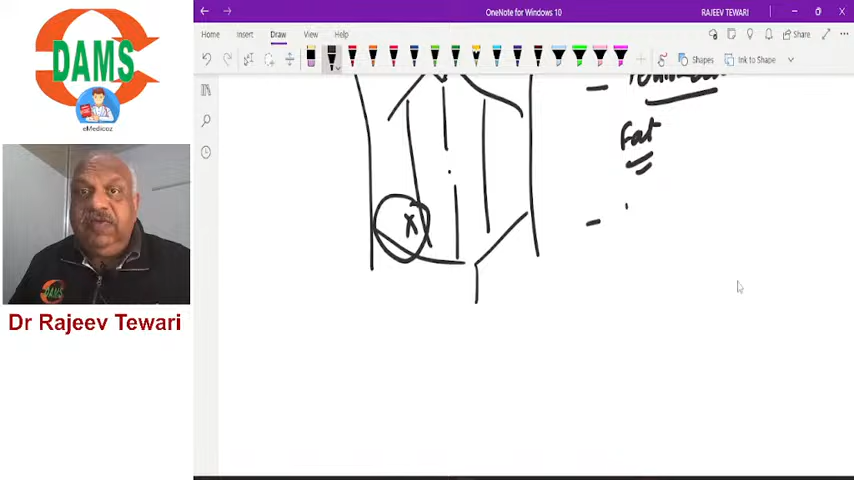 OneNote for Windows 10
RAJEEV TEWARI
Home
Insert
Draw
View
Help
Share
Shapes
Ink to Shape
DAMS
eMedicoz
Fat
X
DAMS
Dr Rajeev Tewari